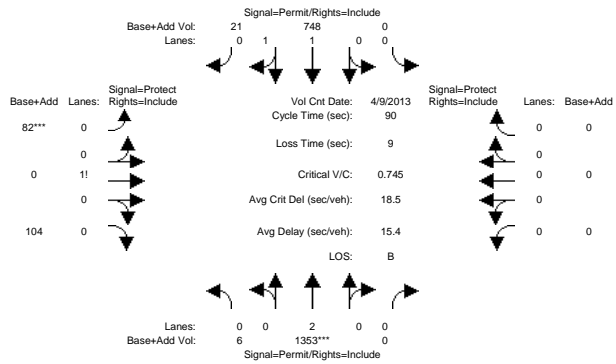 Signal=Permit/Rights=Include
Base+Add Vol: 21 748 0
Lanes: 0 1 1 0 0
Signal=Protect Signal=Protect
Base+Add Lanes: Rights=Include Vol Cnt Date: 4/9/2013 Rights=Include Lanes: Base+Add
Cycle Time (sec): 90
82*** 0 0 0
Loss Time (sec): 9
0 0
0 1! Critical V/C: 0.745 0 0
0 Avg Crit Del (sec/veh): 18.5 0
104 0 Avg Delay (sec/veh): 15.4 0 0
LOS: B
Lanes: 0 0 2 0 0
Base+Add Vol: 6 1353*** 0
Signal=Permit/Rights=Include